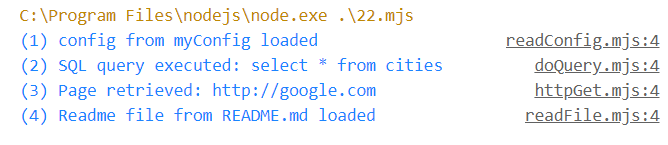 C:\Program Files\nodejs\node.exe .\22.mjs
(1) config from myConfig loaded readConfig.mjs:4
(2) SQL query executed: select * from cities doQuery.mjs:4
(3) Page retrieved: http://google.com httpGet.mjs:4
(4) Readme file from README.md loaded readFile.mjs:4